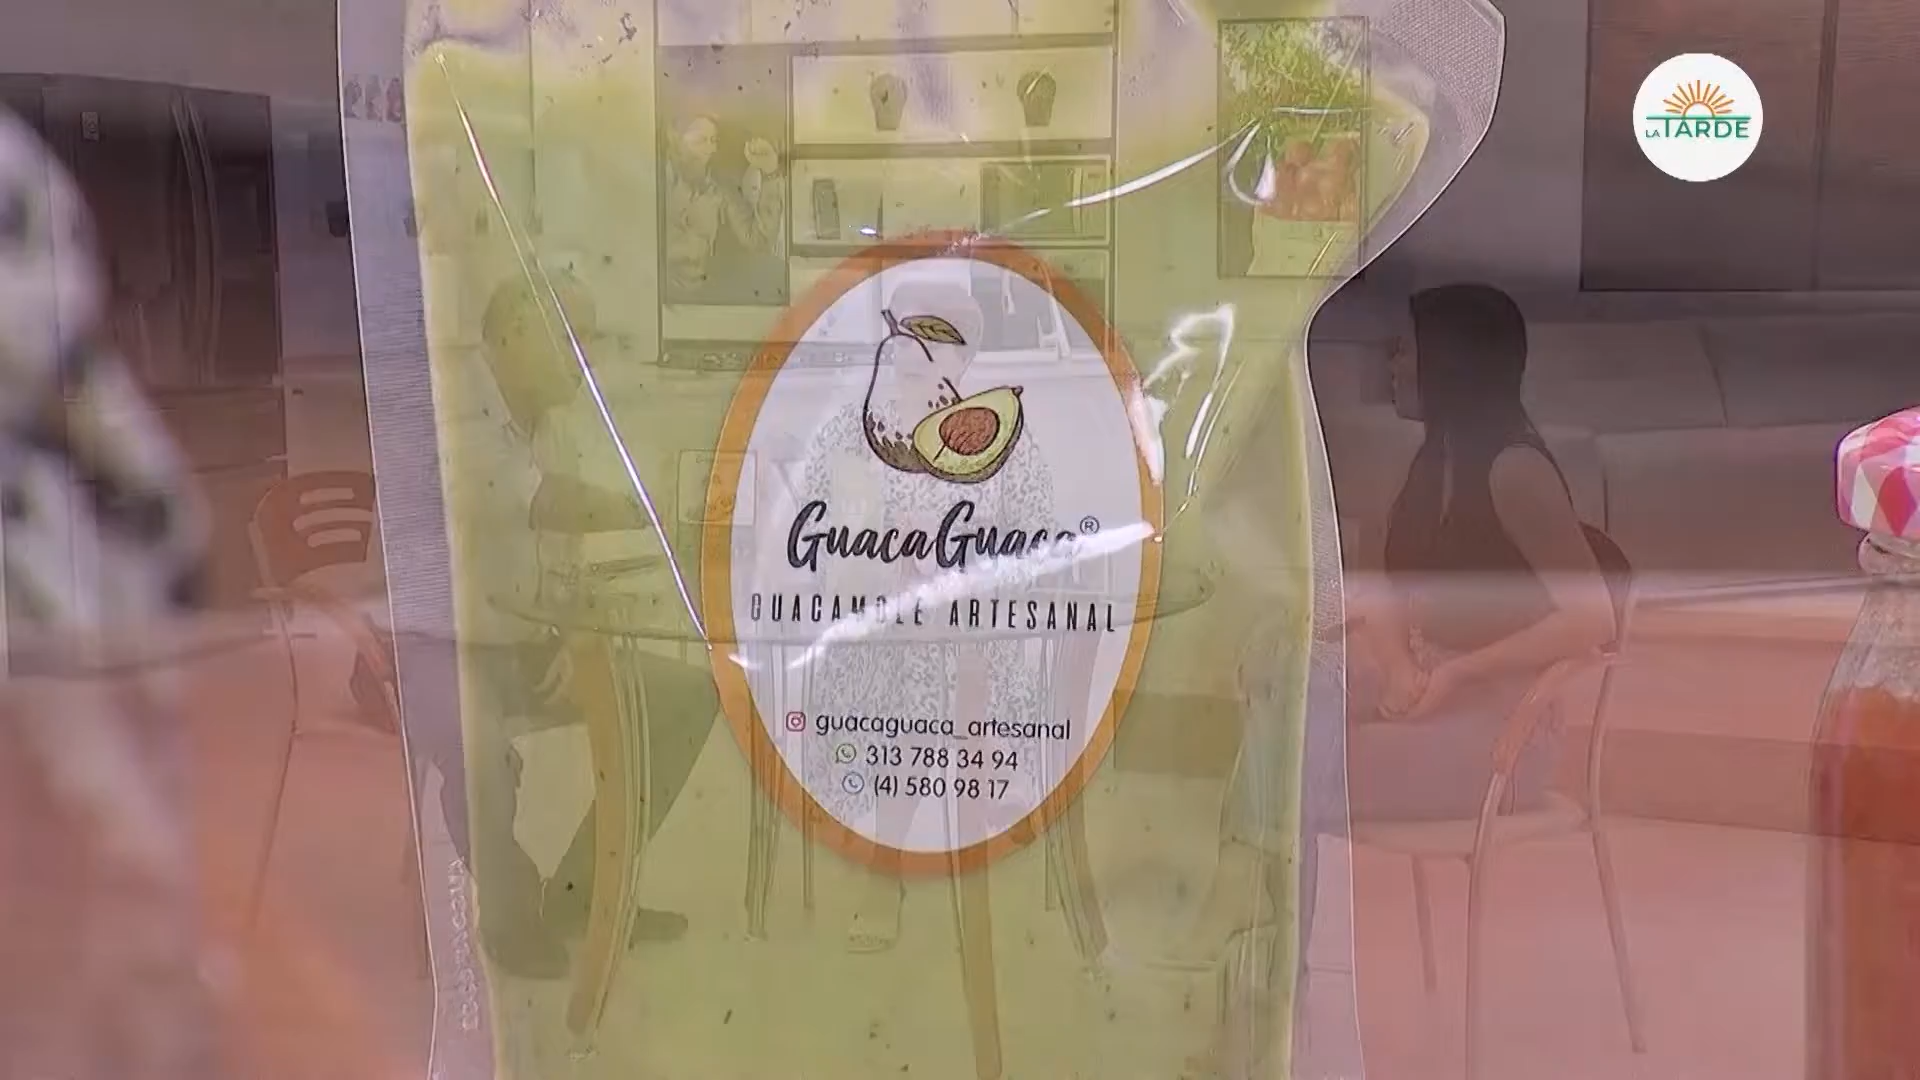 LA TARDE
GuacaGuaca®
GUACAMOLE ARTESANAL
guacaguaca_artesanal
313 788 34 94
(4) 580 98 17